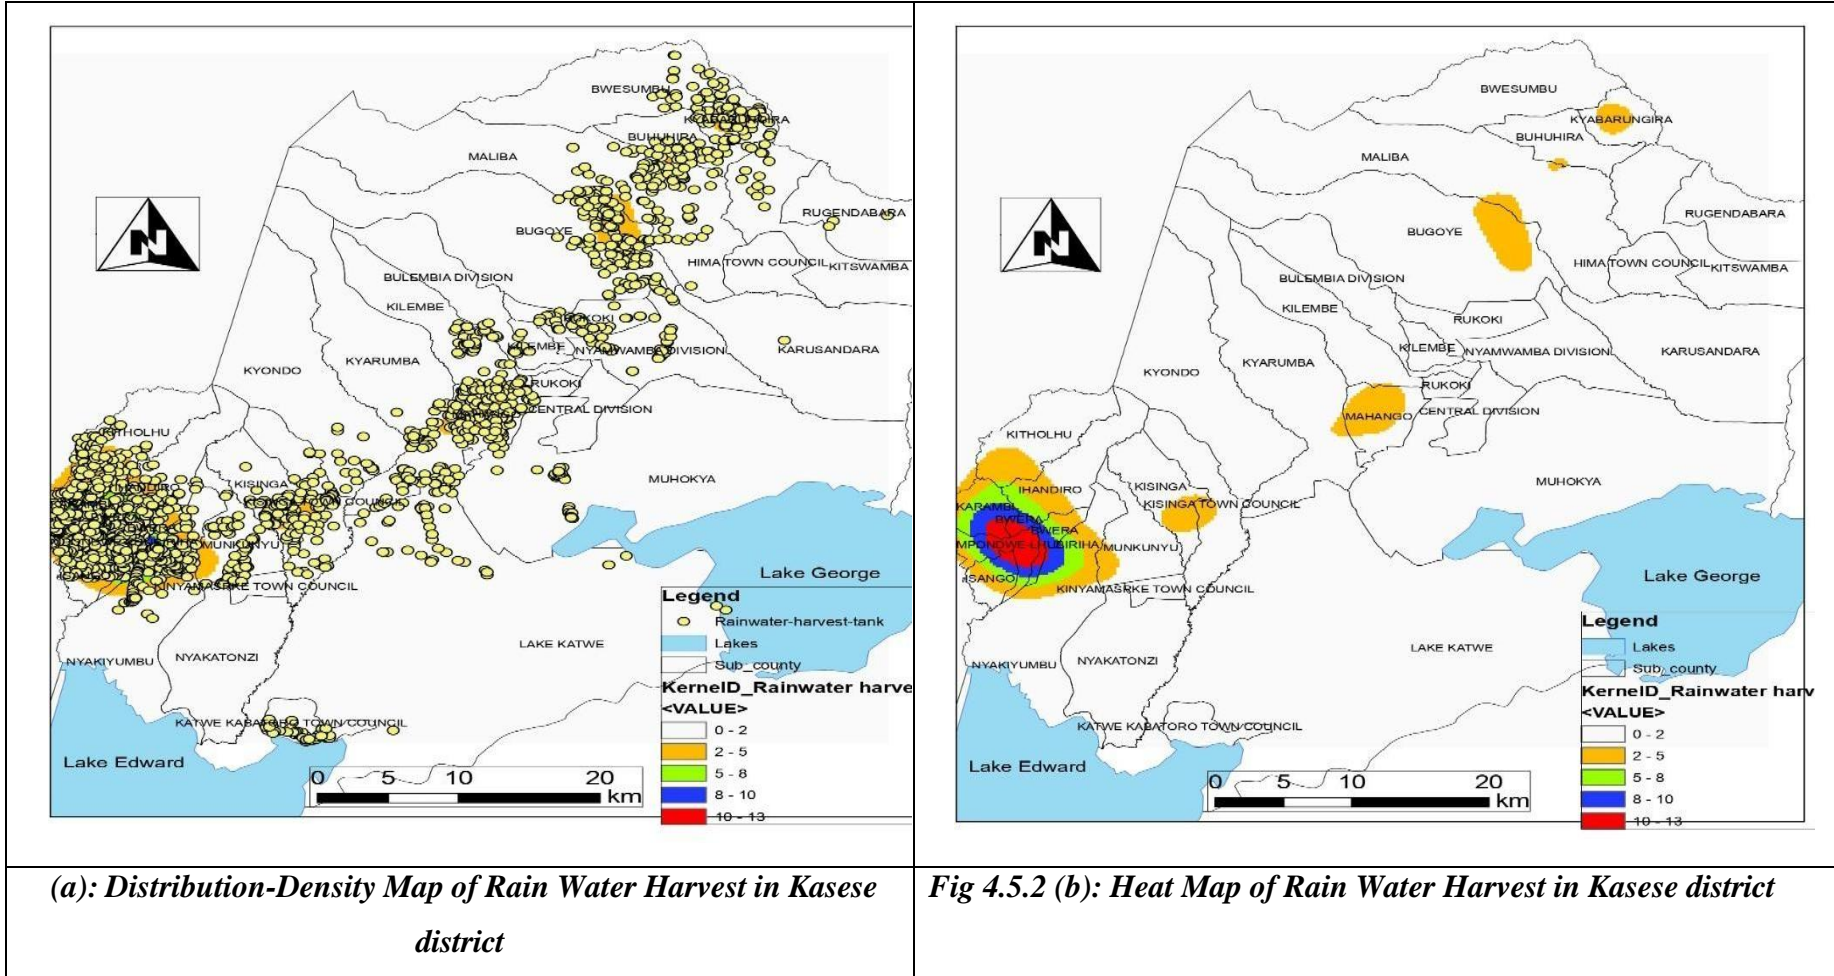 BWESUMBU
KYABARUNGIRA
BUHUHIRA
MALIBA
RUGENDABARA
BUGOYE
HIMA TOWN COUNCIL
KITSWAMBA
BULEMBIA DIVISION
KILEMBE
KILEMBE
NYAMWAMBA DIVISION
KARUSANDARA
KYARUMBA
KYONDO
RUKOKI
CENTRAL DIVISION
KITHOLHU
MUHOKYA
KISINGA
KISINGA TOWN COUNCIL
MUNKUNYU
KINYAMASRKE TOWN COUNCIL
Lake George
LAKE KATWE
NYAKIYUMBU
NYAKATONZI
KATWE KABATORO TOWN COUNCIL
Lake Edward
N
0 5 10 20
km
Legend
Rainwater-harvest-tank
Lakes
Sub_county
KernelD_Rainwater harve
<VALUE>
0 - 2
2 - 5
5 - 8
8 - 10
10 - 13
(a): Distribution-Density Map of Rain Water Harvest in Kasese
district
BWESUMBU
KYABARUNGIRA
BUHUHIRA
MALIBA
RUGENDABARA
BUGOYE
HIMA TOWN COUNCIL
KITSWAMBA
BULEMBIA DIVISION
KILEMBE
RUKOKI
KILEMBE
NYAMWAMBA DIVISION
KARUSANDARA
KYARUMBA
KYONDO
RUKOKI
MAHANGO
CENTRAL DIVISION
KITHOLHU
MUHOKYA
IHANDIRO
KISINGA
KISINGA TOWN COUNCIL
KARAMBI
BWERA
BWERA
MPONDWE-LHUBIRIHA
MUNKUNYU
ISANGO
KINYAMASRKE TOWN COUNCIL
Lake George
LAKE KATWE
NYAKIYUMBU
NYAKATONZI
KATWE KABATORO TOWN COUNCIL
Lake Edward
N
0 5 10 20
km
Legend
Lakes
Sub_county
KernelD_Rainwater harv
<VALUE>
0 - 2
2 - 5
5 - 8
8 - 10
10 - 13
Fig 4.5.2 (b): Heat Map of Rain Water Harvest in Kasese district